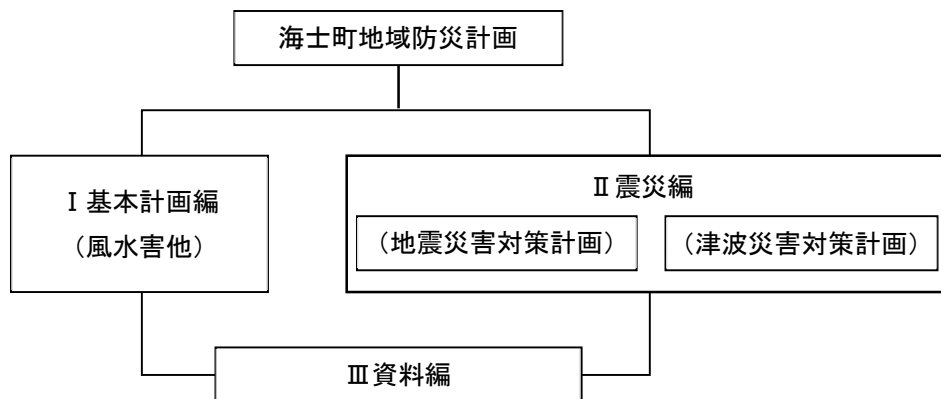 海士町地域防災計画
Ⅰ基本計画編
（風水害他）
Ⅱ震災編
（地震災害対策計画）
（津波災害対策計画）
Ⅲ資料編